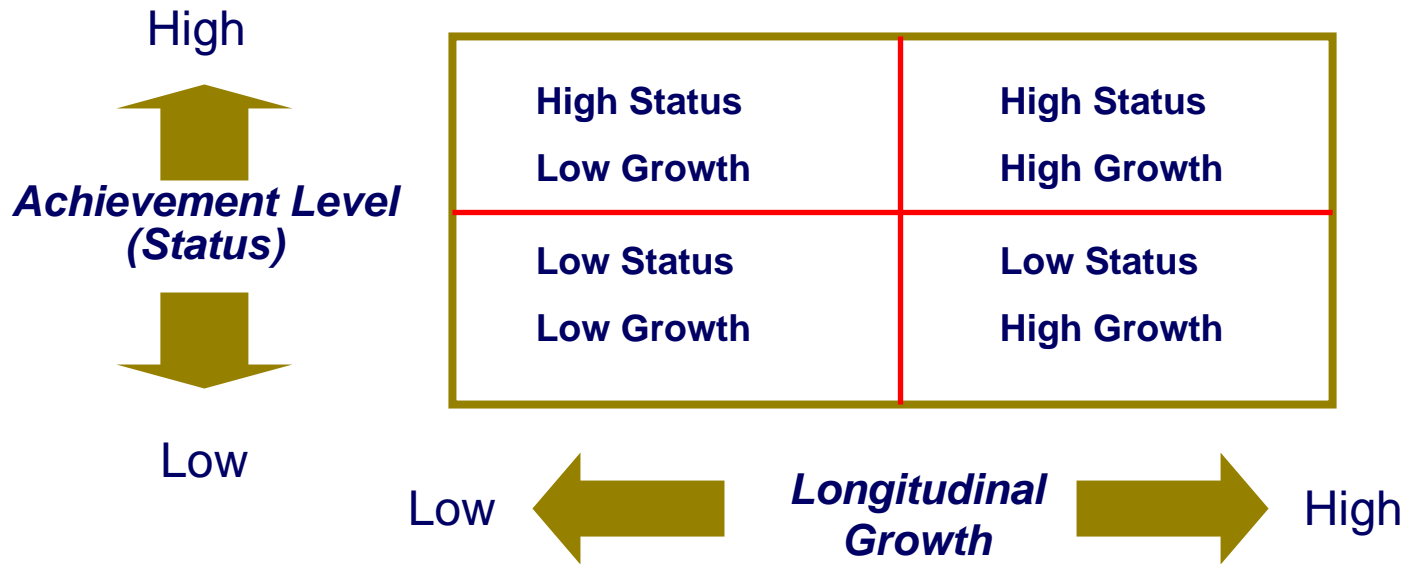 High
High Status
High Status
Low Growth
High Growth
Achievement Level
(Status)
Low Status
Low Status
Low Growth
High Growth
Low
Low
Longitudinal
Growth
High